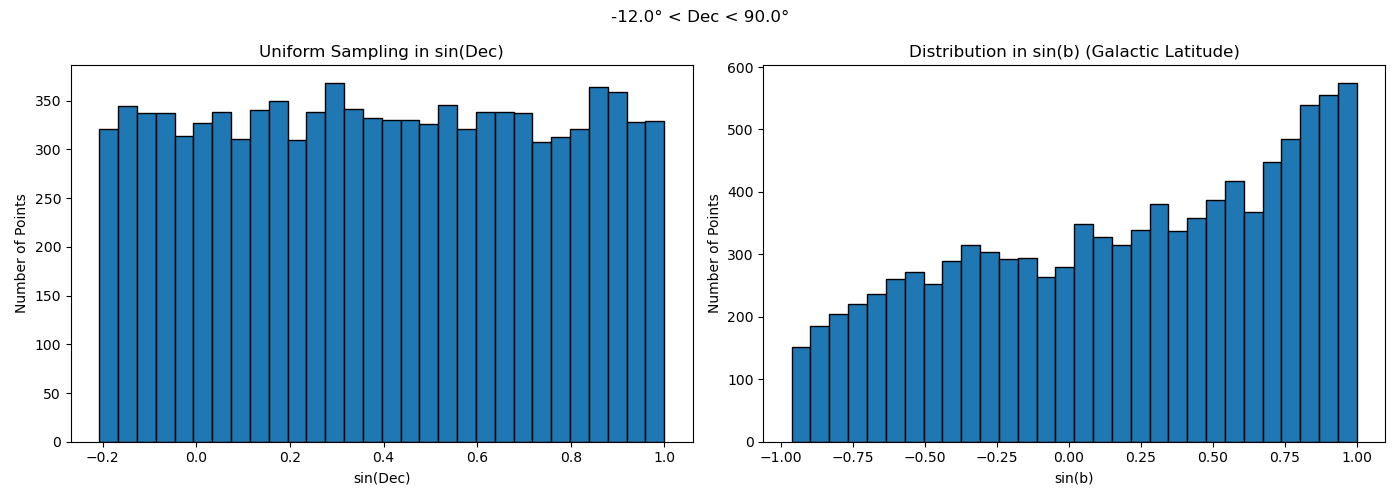 -12.0° < Dec < 90.0°
Uniform Sampling in sin(Dec)
Number of Points
350
300
250
200
150
100
50
0
−0.2 0.0 0.2 0.4 0.6 0.8 1.0
sin(Dec)
Distribution in sin(b) (Galactic Latitude)
Number of Points
600
500
400
300
200
100
0
−1.00 −0.75 −0.50 −0.25 0.00 0.25 0.50 0.75 1.00
sin(b)